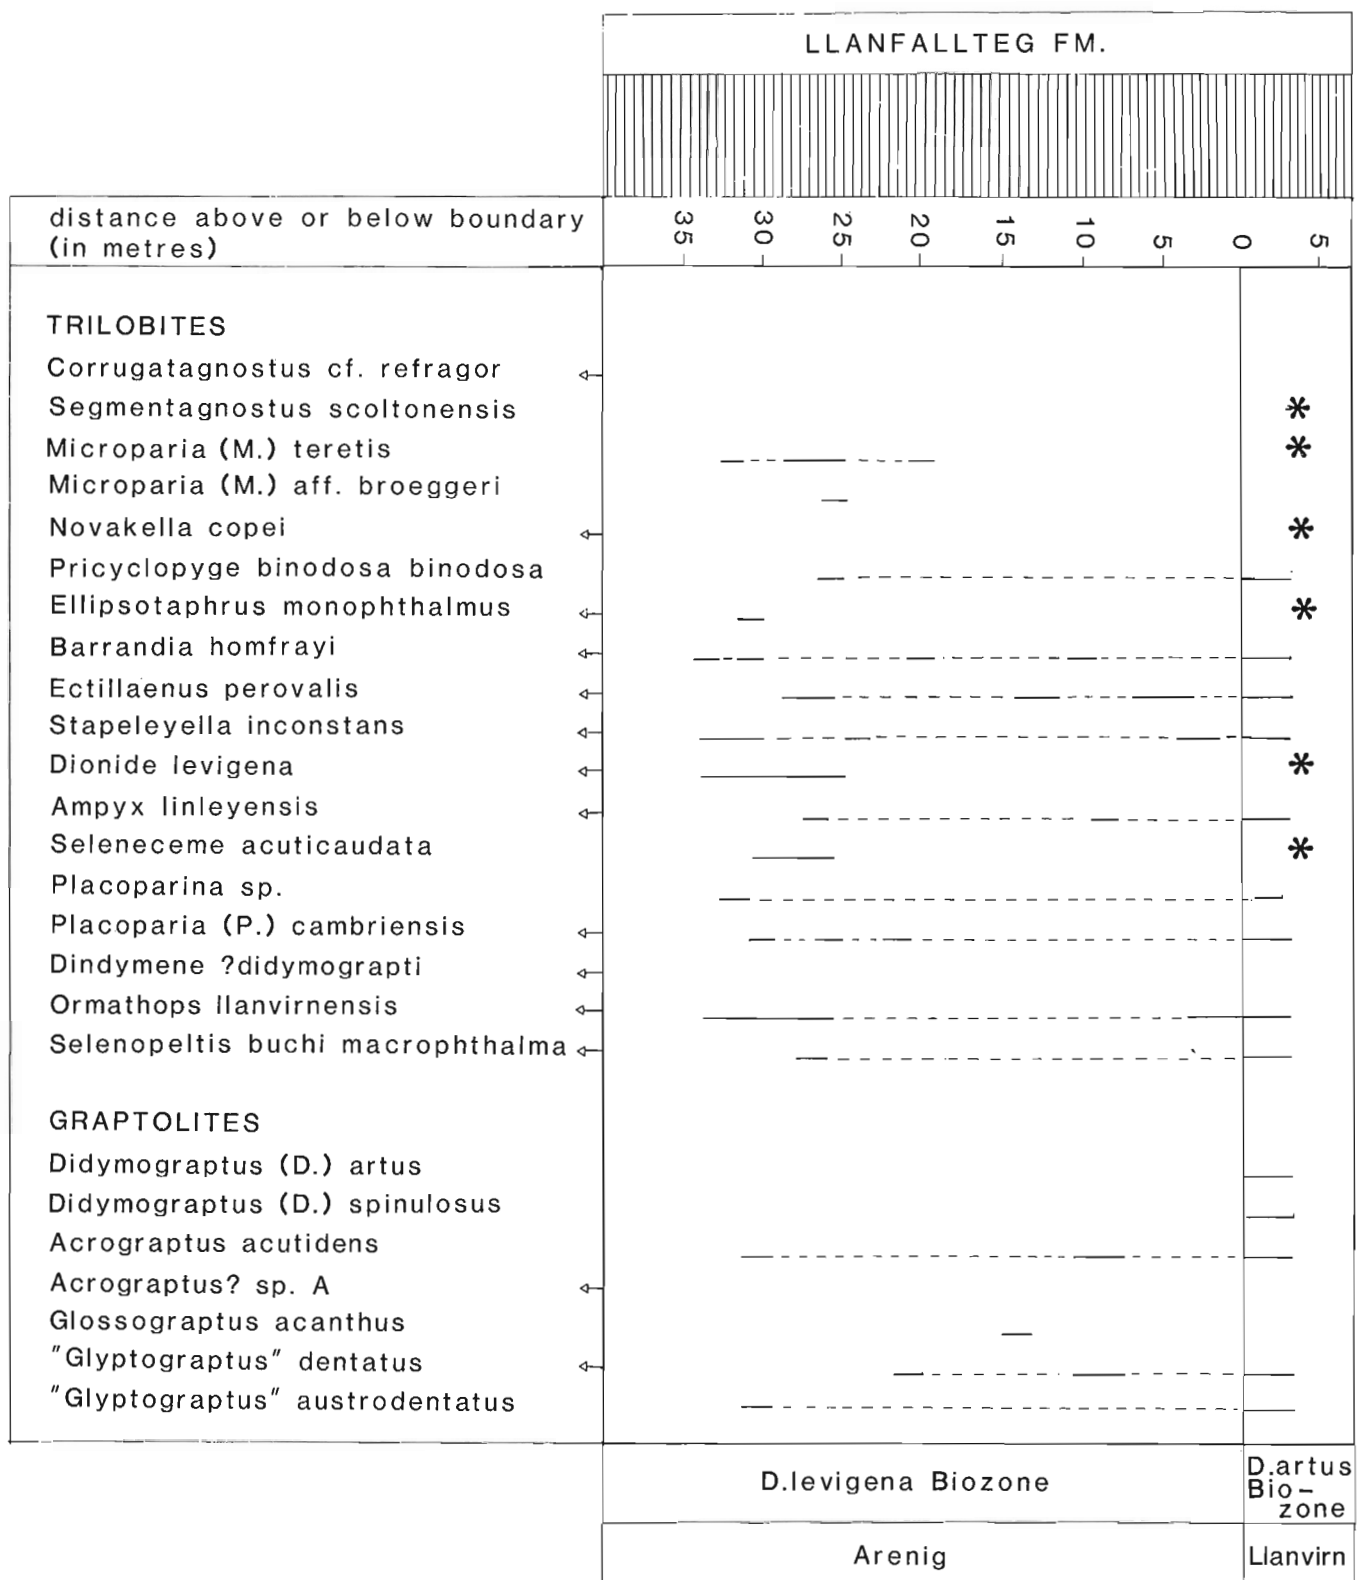 LLANFALLTEG FM.
distance above or below boundary
(in metres)
35 30 25 20 15 10 5 0 5
TRILOBITES
Corrugatagnostus cf. refragor
Segmentagnostus scoltonensis
Microparia (M.) teretis
Microparia (M.) aff. broeggeri
Novakella copei
Pricyclopyge binodosa binodosa
Ellipsotaphrus monophthalmus
Barrandia homfrayi
Ectillaenus perovalis
Stapeleyella inconstans
Dionide levigena
Ampyx linleyensis
Seleneceme acuticaudata
Placoparina sp.
Placoparia (P.) cambriensis
Dindymene ?didymograpti
Ormathops llanvirnensis
Selenopeltis buchi macrophthalma
GRAPTOLITES
Didymograptus (D.) artus
Didymograptus (D.) spinulosus
Acrograptus acutidens
Acrograptus? sp. A
Glossograptus acanthus
"Glyptograptus" dentatus
"Glyptograptus" austrodentatus
D.levigena Biozone
D.artus
Bio-
zone
Arenig
Llanvirn